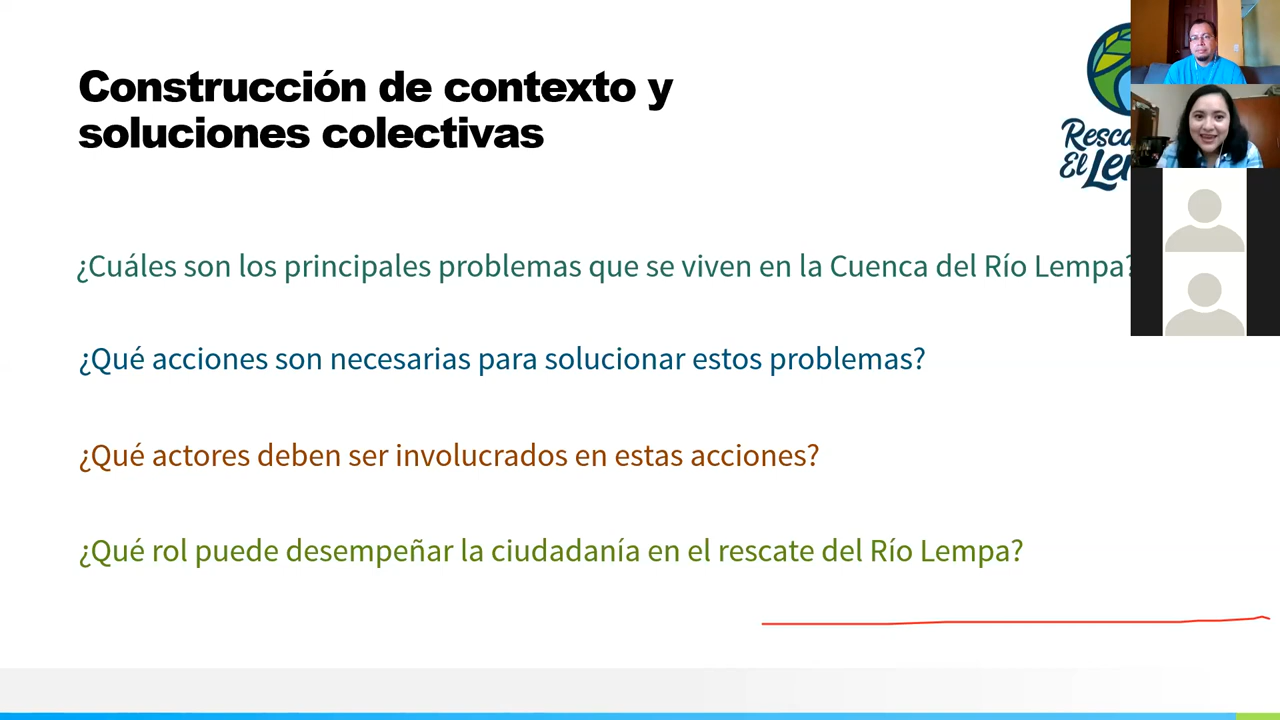 Construcción de contexto y
soluciones colectivas
¿Cuáles son los principales problemas que se viven en la Cuenca del Río Lempa?
¿Qué acciones son necesarias para solucionar estos problemas?
¿Qué actores deben ser involucrados en estas acciones?
¿Qué rol puede desempeñar la ciudadanía en el rescate del Río Lempa?
El